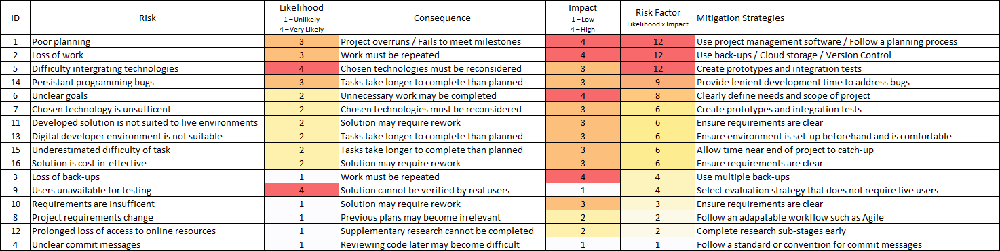 ID Risk Likelihood 1 – Unlikely 4 – Very Likely Consequence Impact 1 – Low 4 – High Risk Factor Likelihood x Impact Mitigation Strategies
1 Poor planning 3 Project overruns / Fails to meet milestones 4 12 Use project management software / Follow a planning process
2 Loss of work 3 Work must be repeated 4 12 Use back-ups / Cloud storage / Version Control
5 Difficulty intergrating technologies 4 Chosen technologies must be reconsidered 3 12 Create prototypes and integration tests
14 Persistant programming bugs 3 Tasks take longer to complete than planned 3 9 Provide lenient development time to address bugs
6 Unclear goals 2 Unnecessary work may be completed 4 8 Clearly define needs and scope of project
7 Chosen technology is unsufficent 2 Chosen technologies must be reconsidered 3 6 Create prototypes and integration tests
11 Developed solution is not suited to live environments 2 Solution may require rework 3 6 Ensure requirements are clear
13 Digital developer environment is not suitable 2 Tasks take longer to complete than planned 3 6 Ensure environment is set-up beforehand and is comfortable
15 Underestimated difficulty of task 2 Tasks take longer to complete than planned 3 6 Allow time near end of project to catch-up
16 Solution is cost in-effective 2 Solution may require rework 3 6 Ensure requirements are clear
3 Loss of back-ups 1 Work must be repeated 4 4 Use multiple back-ups
9 Users unavailable for testing 4 Solution cannot be verified by real users 1 4 Select evaluation strategy that does not require live users
10 Requirements are insufficent 1 Solution may require rework 3 3 Ensure requirements are clear
8 Project requirements change 1 Previous plans may become irrelevant 2 2 Follow an adapatable workflow such as Agile
12 Prolonged loss of access to online resources 1 Supplementary research cannot be completed 2 2 Complete research sub-stages early
4 Unclear commit messages 1 Reviewing code later may become difficult 1 1 Follow a standard or convention for commit messages